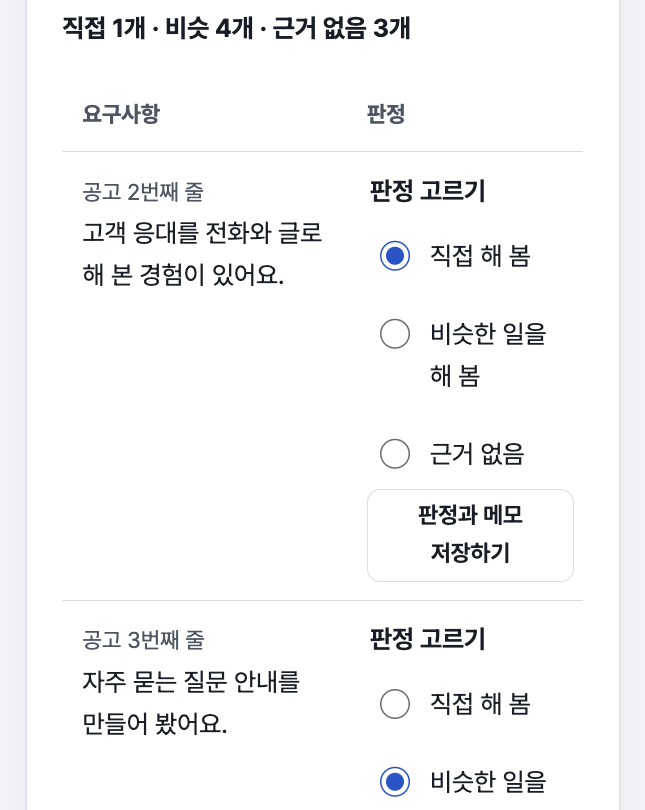 직접 1개 · 비슷 4개 · 근거 없음 3개
요구사항
판정
공고 2번째 줄
고객 응대를 전화와 글로
해 본 경험이 있어요.
판정 고르기
직접 해 봄
비슷한 일을
해 봄
근거 없음
판정과 메모
저장하기
공고 3번째 줄
자주 묻는 질문 안내를
만들어 봤어요.
판정 고르기
직접 해 봄
비슷한 일을